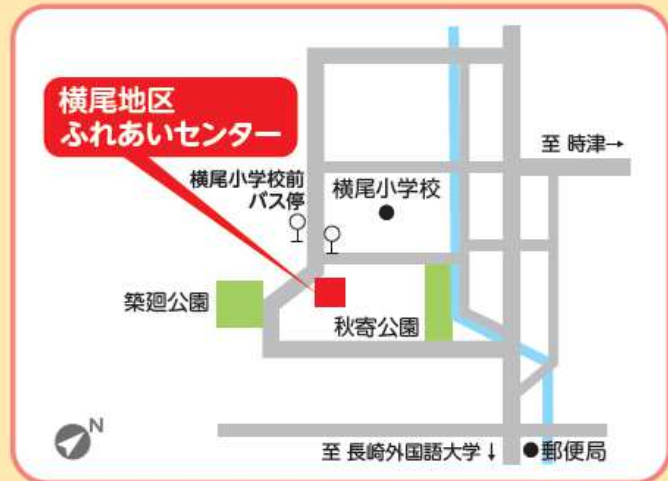 横尾地区
ふれあいセンター
至 時津→
横尾小学校前
バス停
横尾小学校
築廻公園
秋寄公園
N
至 長崎外国語大学↓
郵便局